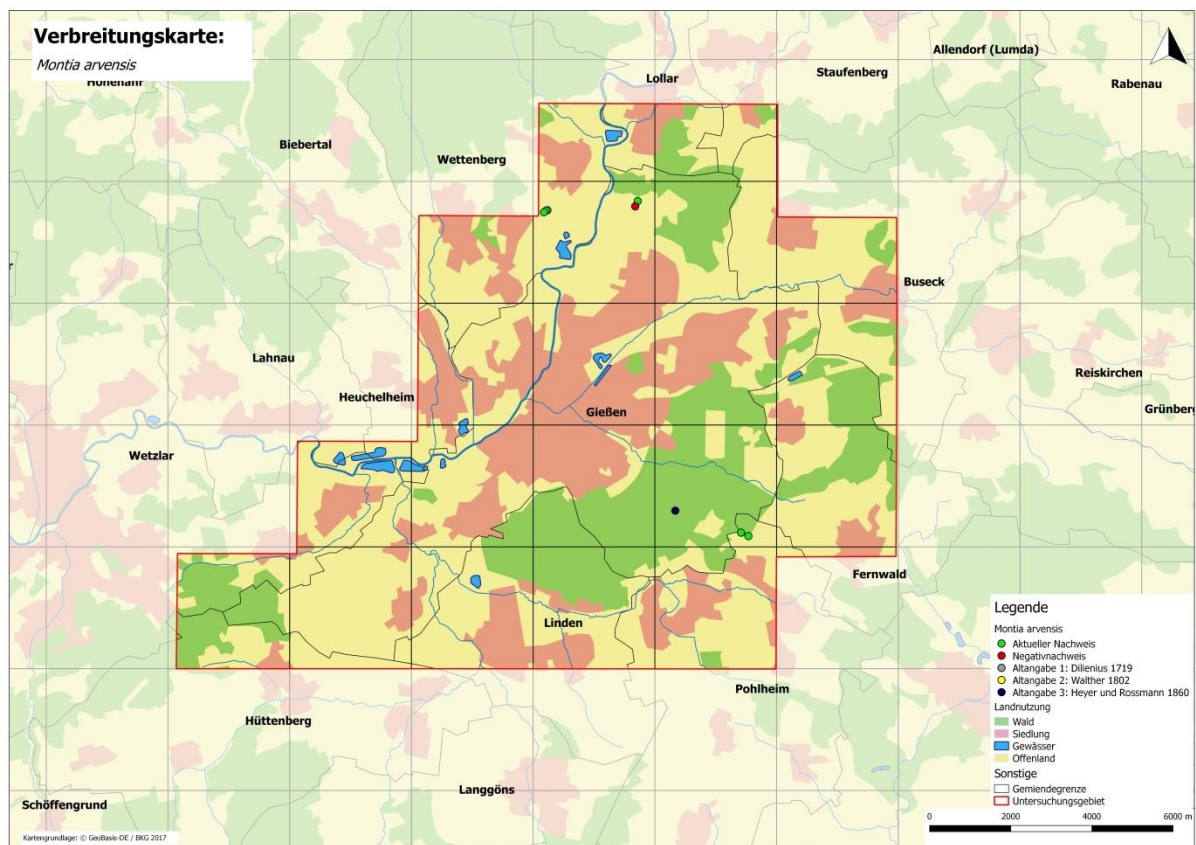 Verbreitungskarte:
Montia arvensis
Hohenahr
Allendorf (Lumda)
Staufenberg
Lollar
Rabenau
Biebertal
Wettenberg
Buseck
Lahnau
Reiskirchen
Heuchelheim
Grünberg
Gießen
Wetzlar
Fernwald
Linden
Pohlheim
Hüttenberg
Langgöns
Schöffengrund
Legende
Montia arvensis
Aktueller Nachweis
Negativnachweis
Altangabe 1: Dilienius 1719
Altangabe 2: Walther 1802
Altangabe 3: Heyer und Rossmann 1860
Landnutzung
Wald
Siedlung
Gewässer
Offenland
Sonstige
Gemiendegrenze
Untersuchungsgebiet
0 2000 4000 6000 m
Kartengrundlage: © GeoBasis-DE / BKG 2017